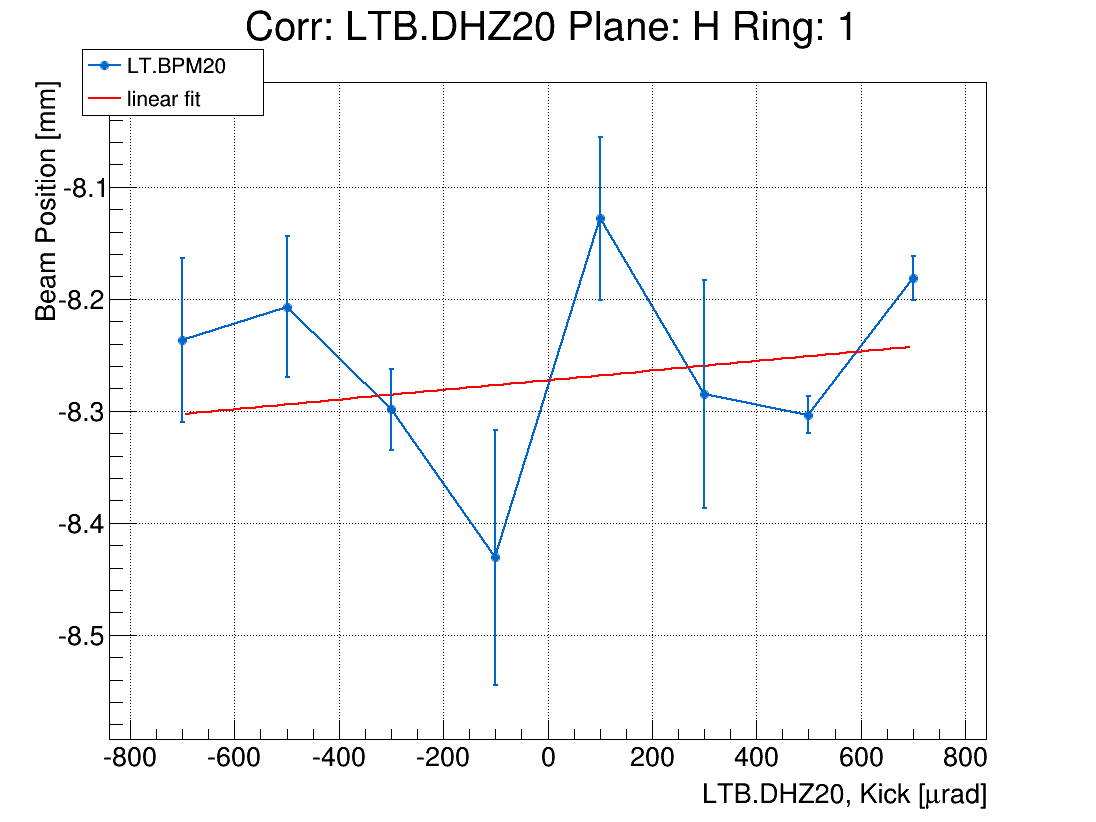 Corr: LTB.DHZ20 Plane: H Ring: 1
LT.BPM20
linear fit
Beam Position [mm]
-8.1
-8.2
-8.3
-8.4
-8.5
-800 -600 -400 -200 0 200 400 600 800
LTB.DHZ20, Kick [μrad]